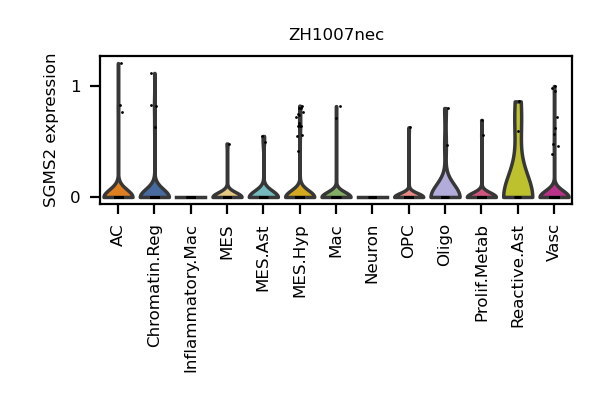 ZH1007nec
SGMS2 expression
1
0
AC
Chromatin.Reg
Inflammatory.Mac
MES
MES.Ast
MES.Hyp
Mac
Neuron
OPC
Oligo
Prolif.Metab
Reactive.Ast
Vasc